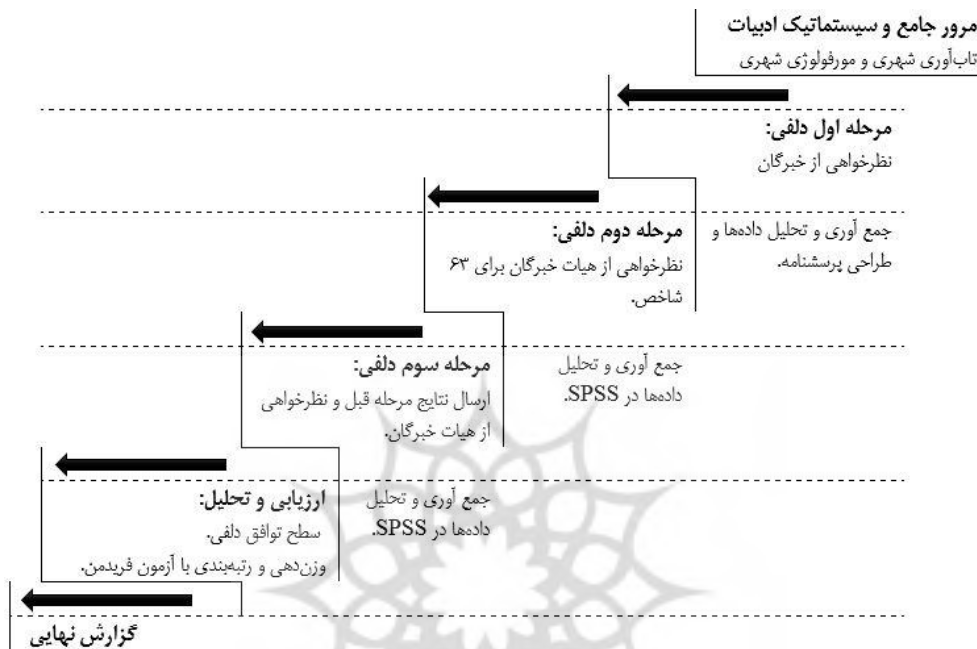 مرور جامع و سیستماتیک ادبیات
تاب‌آوری شهری و مورفولوژی شهری
مرحله اول دلفی:
نظرخواهی از خبرگان
جمع آوری و تحلیل داده‌ها و
طراحی پرسشنامه.
مرحله دوم دلفی:
نظرخواهی از هیات خبرگان برای ۶۳
شاخص.
جمع آوری و تحلیل
داده‌ها در SPSS.
مرحله سوم دلفی:
ارسال نتایج مرحله قبل و نظرخواهی
از هیات خبرگان.
جمع آوری و تحلیل
داده‌ها در SPSS.
ارزیابی و تحلیل:
سطح توافق دلفی.
وزن‌دهی و رتبه‌بندی با آزمون فریدمن.
گزارش نهایی